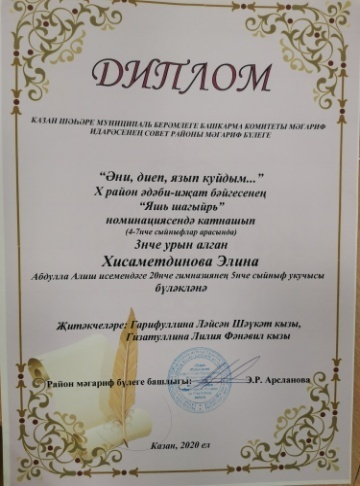 ДИПЛОМ
КАЗАН ШӘҺӘРЕ МУНИЦИПАЛЬ БЕРӘМЛЕГЕ БАШКАРМА КОМИТЕТЫ МӘГАРИФ
ИДАРӘСЕНЕҢ СОВЕТ РАЙОНЫ МӘГАРИФ БҮЛЕГЕ
“Әни, диеп, язып куйдым...”
X район әдәби-иҗат бәйгесенең
“Яшь шагыйрь”
номинациясендә катнашып
(4-7нче сыйныфлар арасында)
3нче урын алган
Хисаметдинова Элина
Абдулла Алиш исемендәге 20нче гимназиянең 5нче сыйныф укучысы
бүләкләнә
Җитәкчеләре: Гарифуллина Ләйсән Шәүкәт кызы,
Гизатуллина Лилия Фәнәвил кызы
Район мәгариф бүлеге башлыгы: Э.Р. Арсланова
Казан, 2020 ел